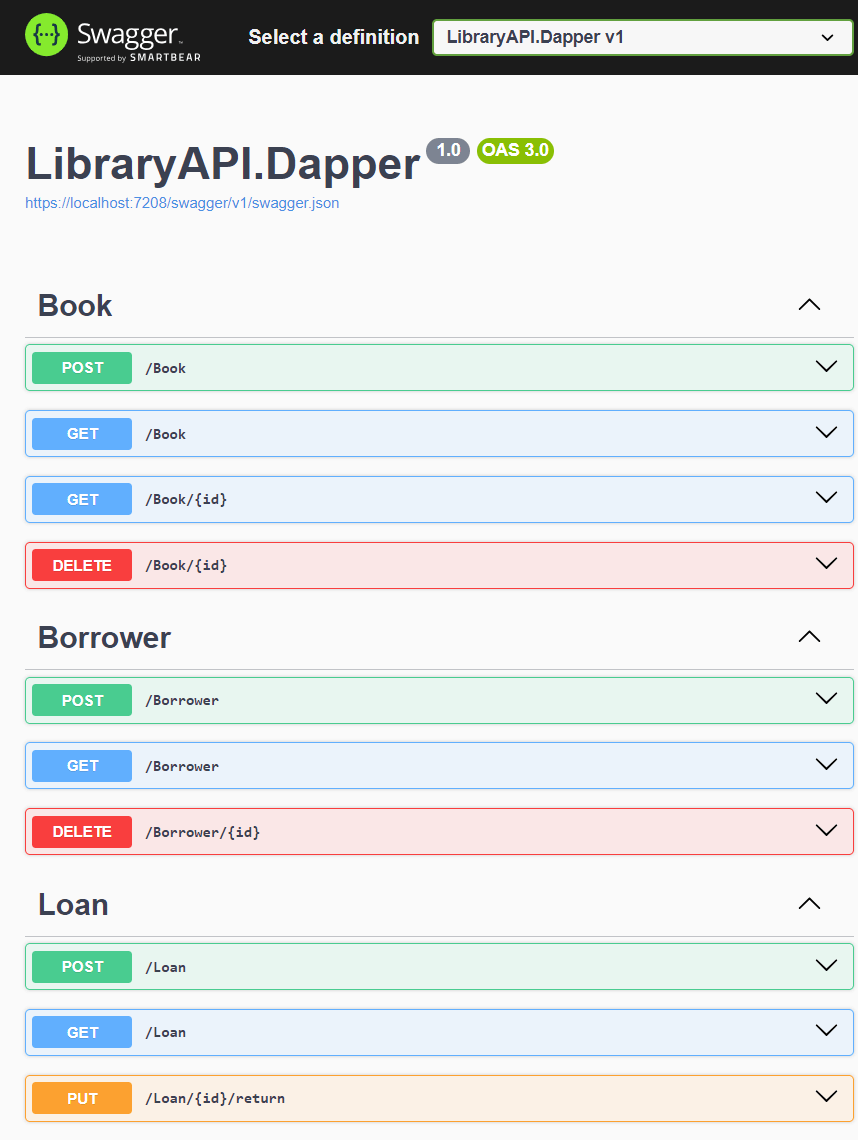 {...} Swagger™
Supported by SMARTBEAR
Select a definition
LibraryAPI.Dapper v1
LibraryAPI.Dapper 1.0 OAS 3.0
https://localhost:7208/swagger/v1/swagger.json
Book
POST /Book
GET /Book
GET /Book/{id}
DELETE /Book/{id}
Borrower
POST /Borrower
GET /Borrower
DELETE /Borrower/{id}
Loan
POST /Loan
GET /Loan
PUT /Loan/{id}/return